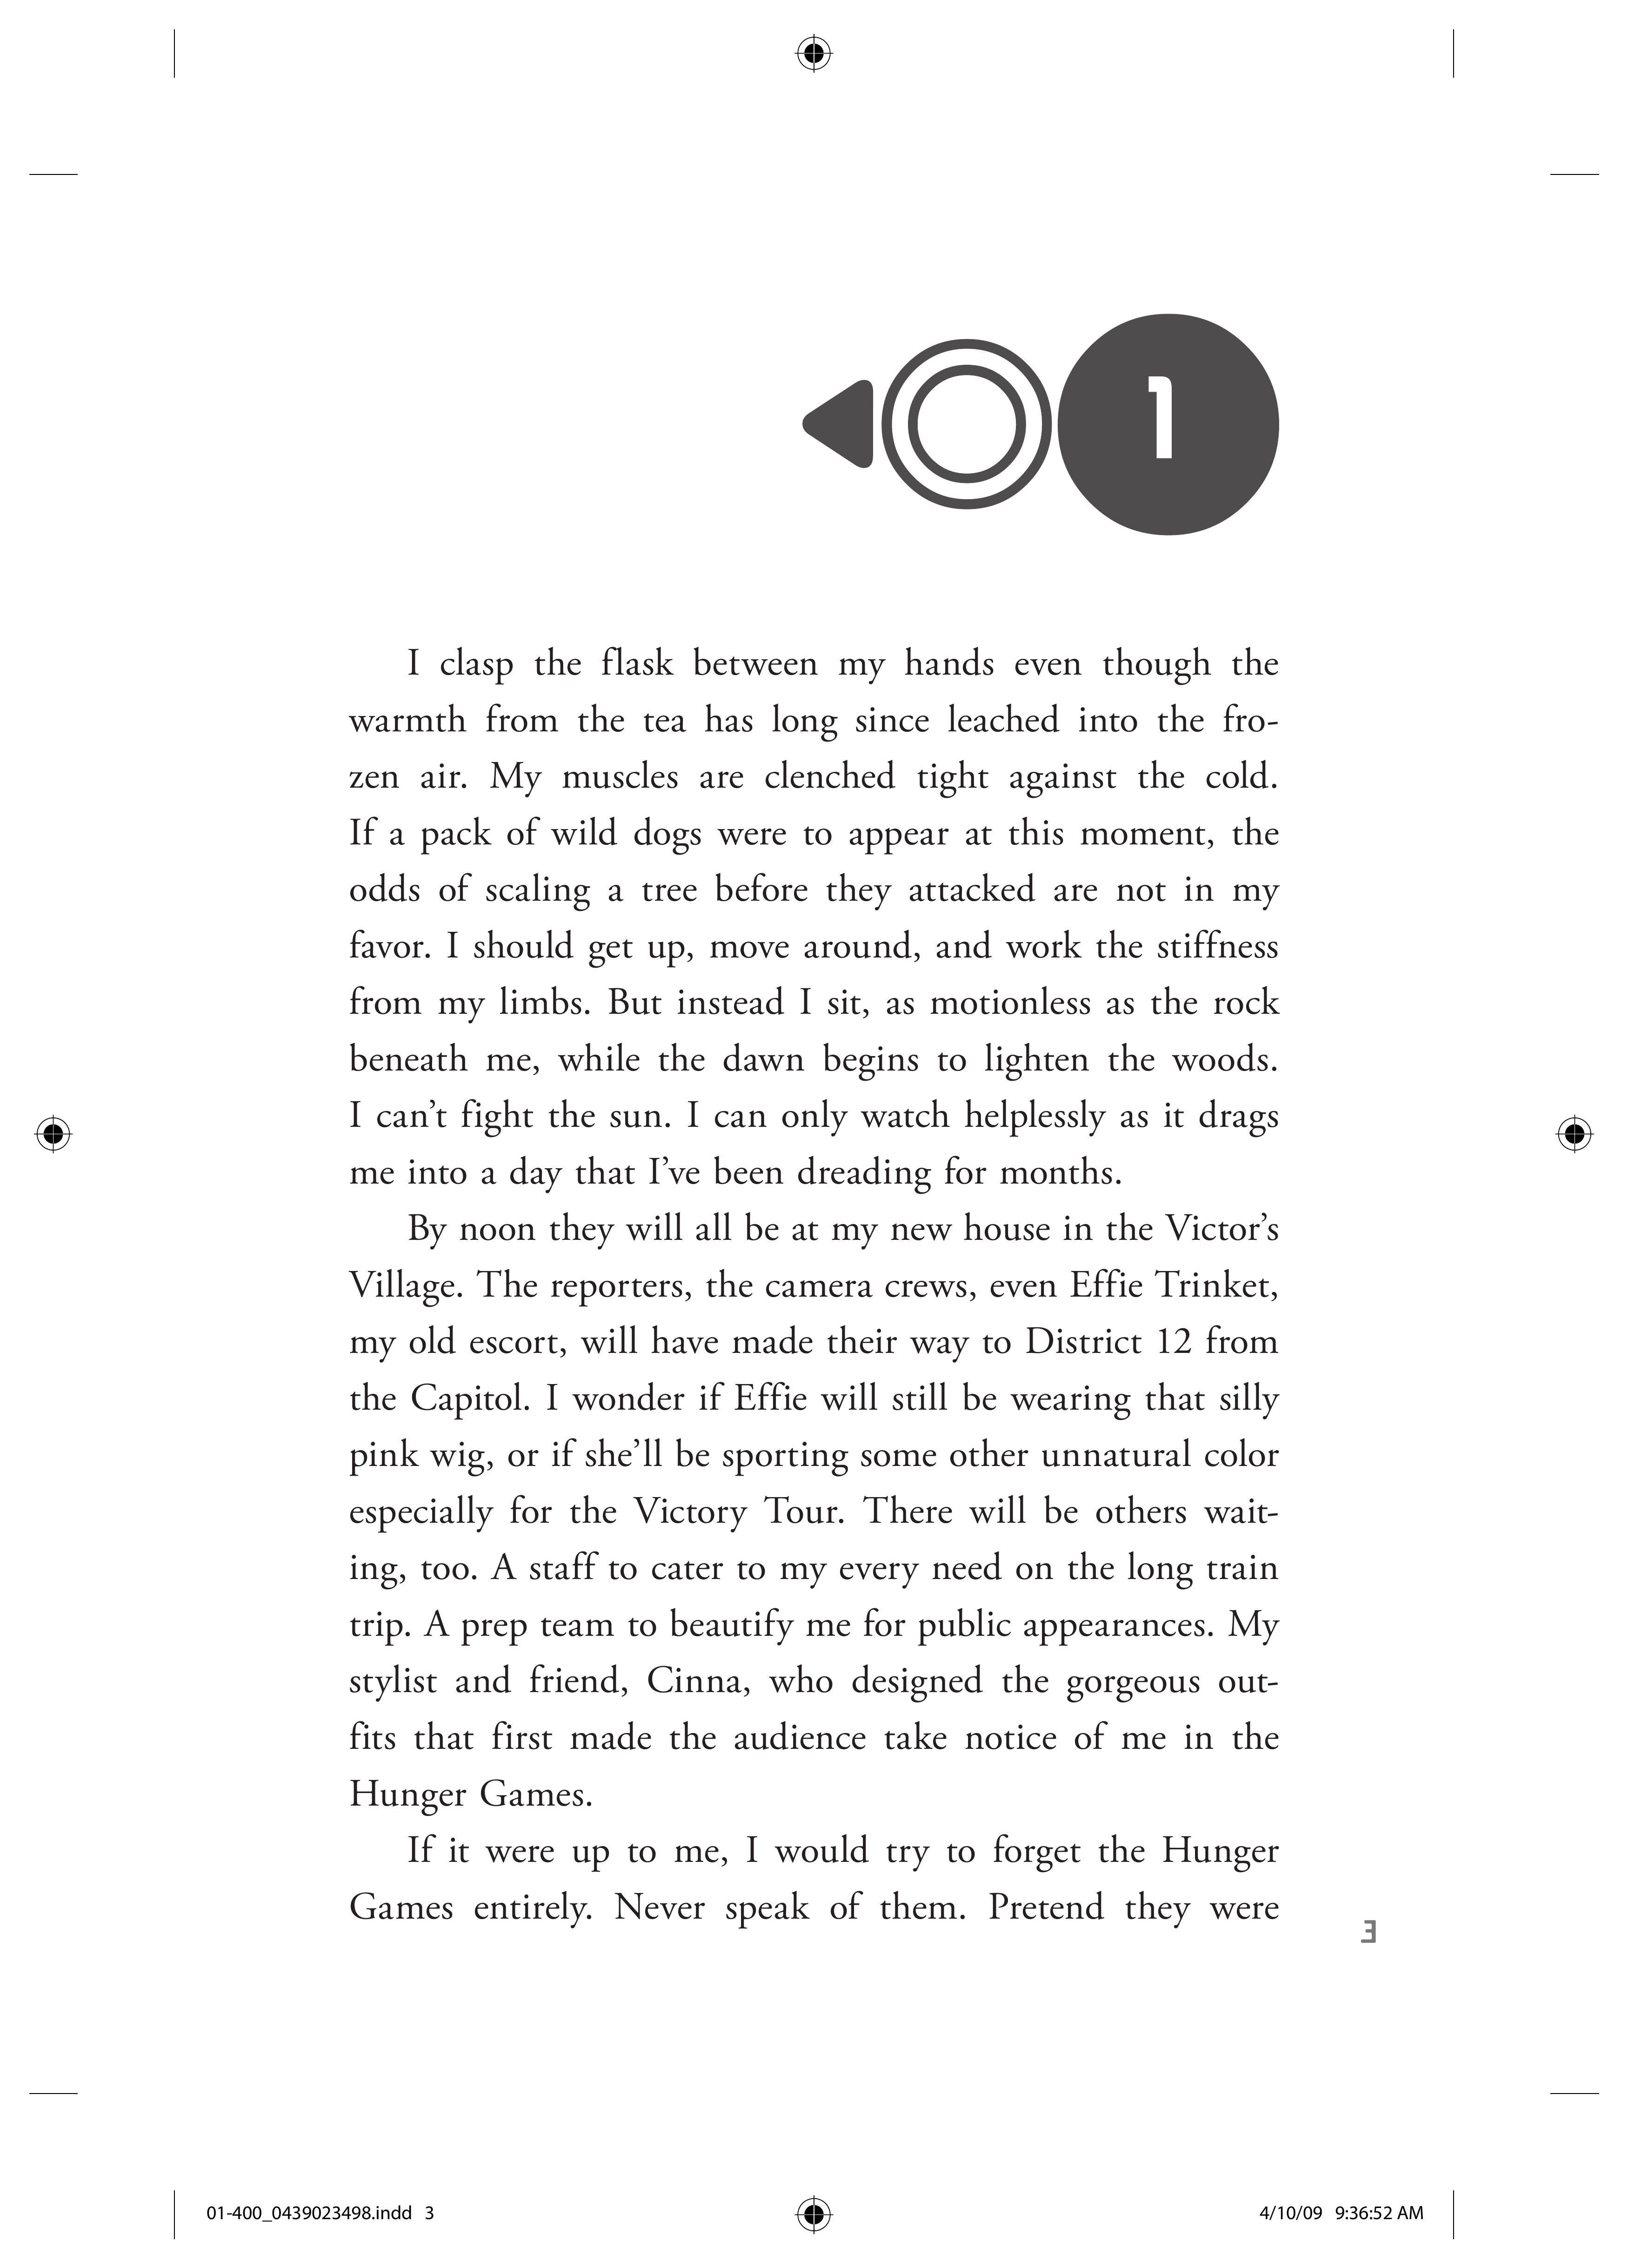 1
I clasp the flask between my hands even though the
warmth from the tea has long since leached into the fro-
zen air. My muscles are clenched tight against the cold.
If a pack of wild dogs were to appear at this moment, the
odds of scaling a tree before they attacked are not in my
favor. I should get up, move around, and work the stiffness
from my limbs. But instead I sit, as motionless as the rock
beneath me, while the dawn begins to lighten the woods.
I can’t fight the sun. I can only watch helplessly as it drags
me into a day that I’ve been dreading for months.
By noon they will all be at my new house in the Victor’s
Village. The reporters, the camera crews, even Effie Trinket,
my old escort, will have made their way to District 12 from
the Capitol. I wonder if Effie will still be wearing that silly
pink wig, or if she’ll be sporting some other unnatural color
especially for the Victory Tour. There will be others wait-
ing, too. A staff to cater to my every need on the long train
trip. A prep team to beautify me for public appearances. My
stylist and friend, Cinna, who designed the gorgeous out-
fits that first made the audience take notice of me in the
Hunger Games.
If it were up to me, I would try to forget the Hunger
Games entirely. Never speak of them. Pretend they were
3
01-400_0439023498.indd 3
4/10/09 9:36:52 AM